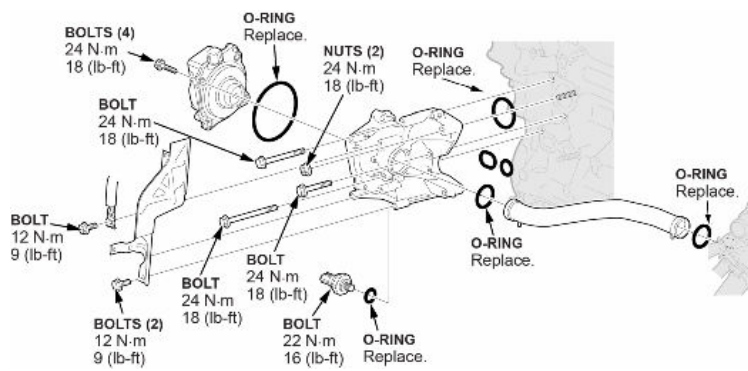 O-RING
Replace.
BOLTS (4)
24 N·m
18 (lb-ft)
NUTS (2)
24 N·m
18 (lb-ft)
O-RING
Replace.
BOLT
24 N·m
18 (lb-ft)
O-RING
Replace.
BOLT
12 N·m
9 (lb-ft)
O-RING
Replace.
BOLT
24 N·m
18 (lb-ft)
BOLT
24 N·m
18 (lb-ft)
BOLTS (2)
12 N·m
9 (lb-ft)
BOLT
22 N·m
16 (lb-ft)
O-RING
Replace.